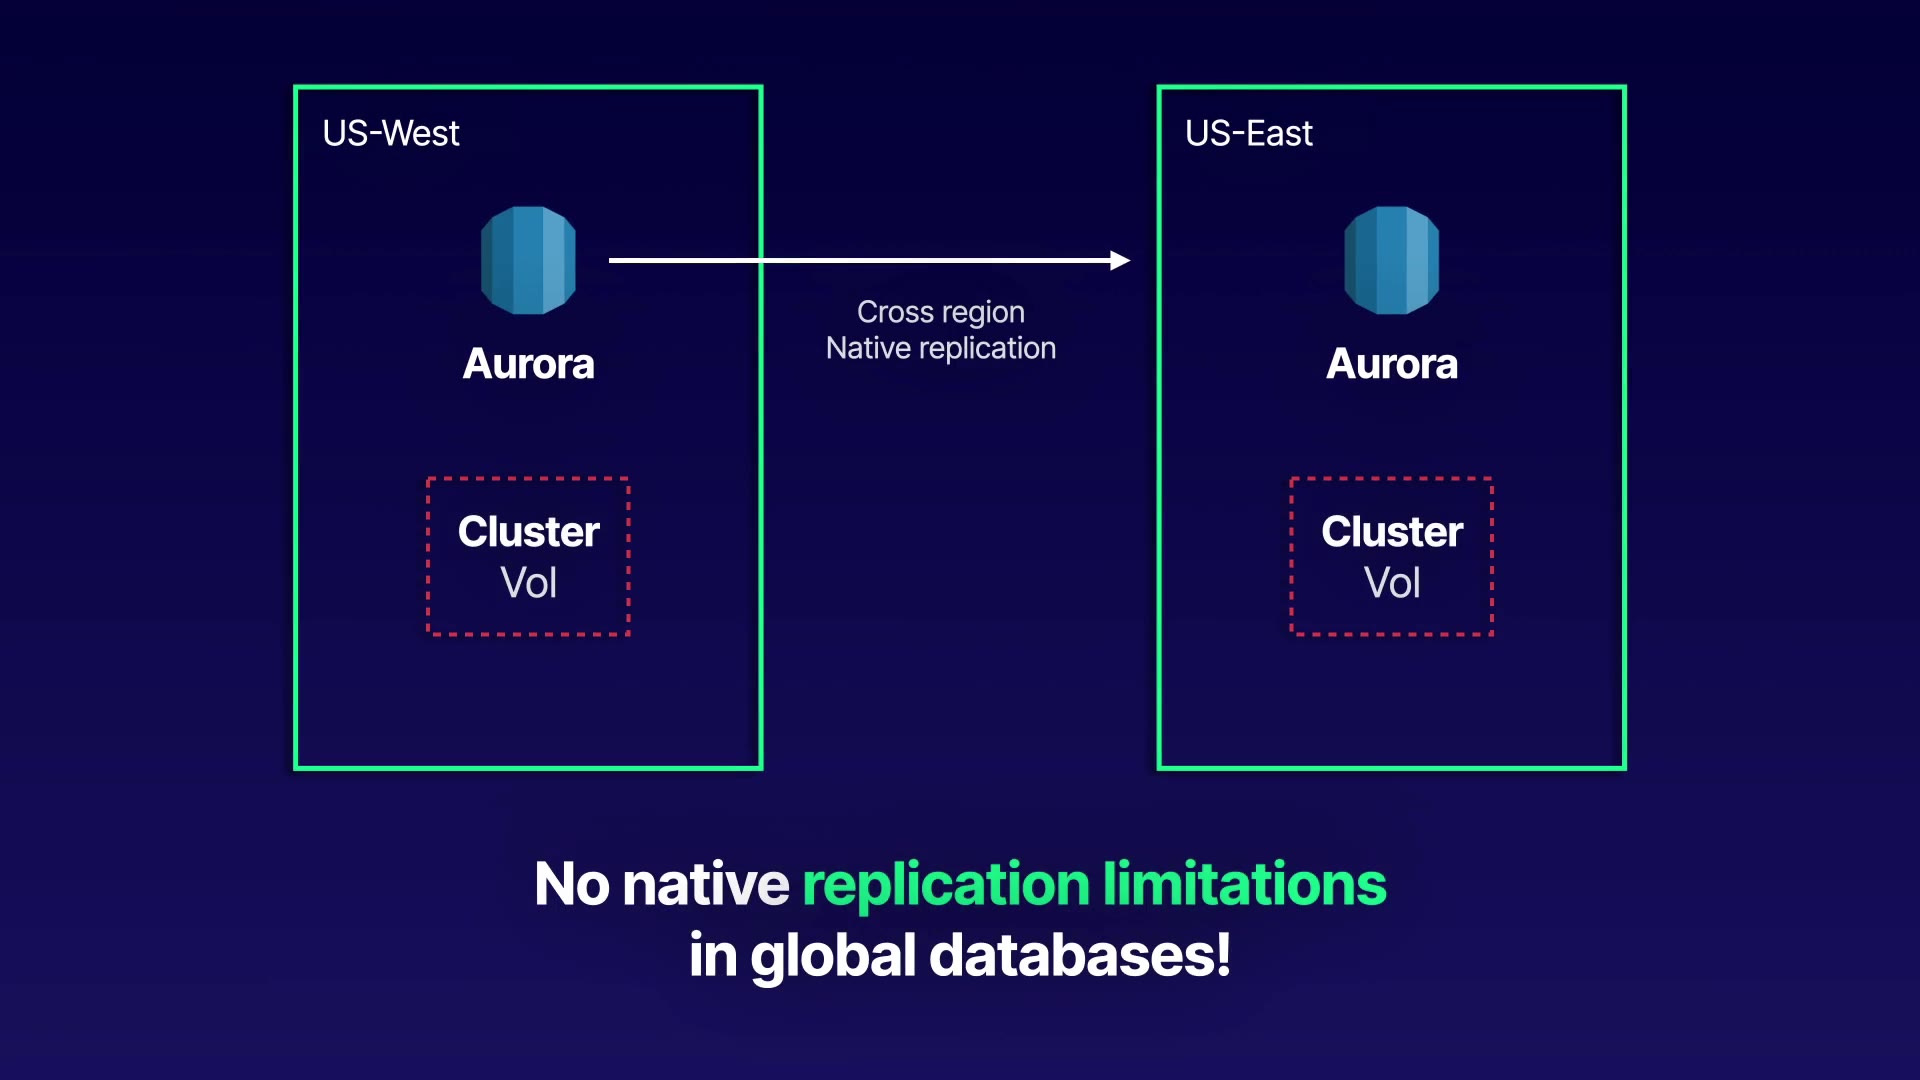 US-West
Aurora
Cluster
Vol
Cross region
Native replication
US-East
Aurora
Cluster
Vol
No native replication limitations
in global databases!